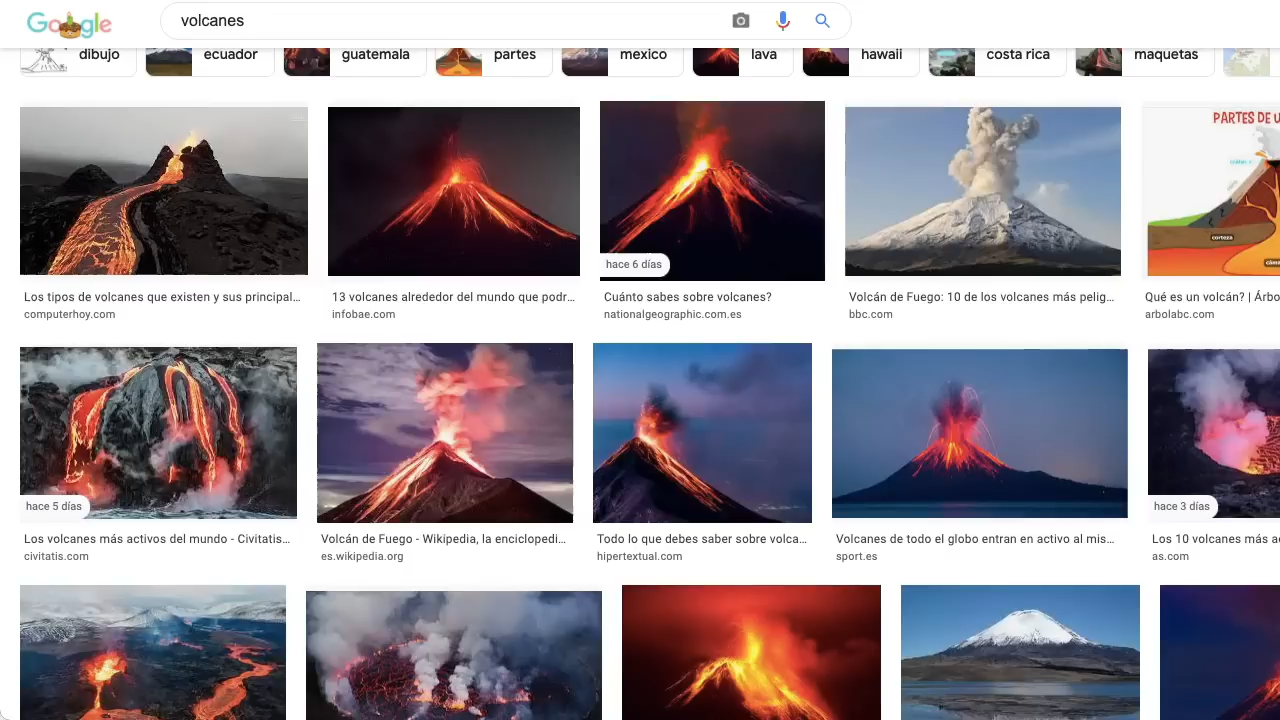 Google
volcanes
dibujo
ecuador
guatemala
partes
mexico
lava
hawaii
costa rica
maquetas
PARTES DE U
cráter
corteza
hace 6 días
Los tipos de volcanes que existen y sus principal...
computerhoy.com
13 volcanes alrededor del mundo que podr...
infobae.com
Cuánto sabes sobre volcanes?
nationalgeographic.com.es
Volcán de Fuego: 10 de los volcanes más pelig...
bbc.com
Qué es un volcán? | Árbo
arbolabc.com
hace 5 días
hace 3 días
Los volcanes más activos del mundo - Civitatis...
civitatis.com
Volcán de Fuego - Wikipedia, la enciclopedi...
es.wikipedia.org
Todo lo que debes saber sobre volca...
hipertextual.com
Volcanes de todo el globo entran en activo al mis...
sport.es
Los 10 volcanes más a
as.com